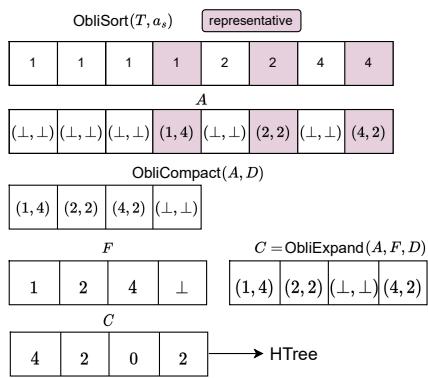 ObliSort(T, aₛ) representative
1 1 1 1 2 2 4 4
A
(⊥,⊥) (⊥,⊥) (⊥,⊥) (1,4) (⊥,⊥) (2,2) (⊥,⊥) (4,2)
ObliCompact(A, D)
(1,4) (2,2) (4,2) (⊥,⊥)
F C = ObliExpand(A, F, D)
1 2 4 ⊥ (1,4) (2,2) (⊥,⊥) (4,2)
C
4 2 0 2 HTree